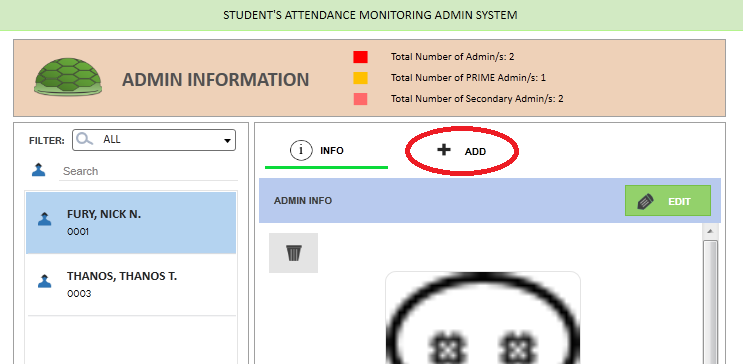 STUDENT'S ATTENDANCE MONITORING ADMIN SYSTEM
ADMIN INFORMATION
Total Number of Admin/s: 2
Total Number of PRIME Admin/s: 1
Total Number of Secondary Admin/s: 2
FILTER: ALL
Search
FURY, NICK N.
0001
THANOS, THANOS T.
0003
i INFO
ADD
ADMIN INFO
EDIT